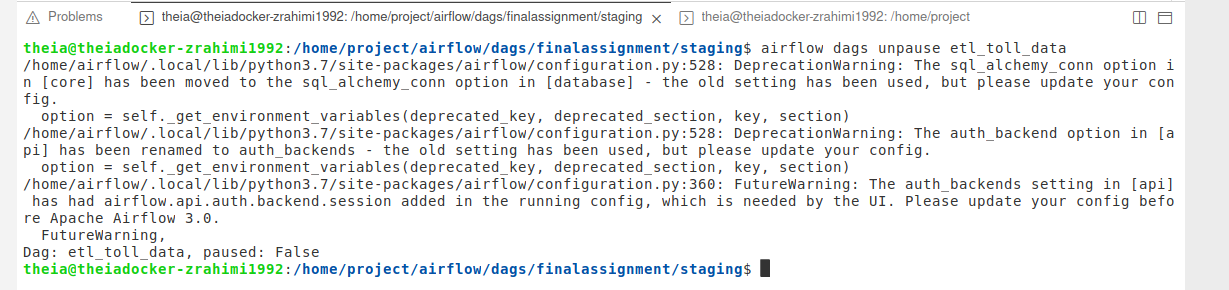 Problems
theia@theiadocker-zrahimi1992: /home/project/airflow/dags/finalassignment/staging
theia@theiadocker-zrahimi1992: /home/project
theia@theiadocker-zrahimi1992:/home/project/airflow/dags/finalassignment/staging$ airflow dags unpause etl_toll_data
/home/airflow/.local/lib/python3.7/site-packages/airflow/configuration.py:528: DeprecationWarning: The sql_alchemy_conn option i
n [core] has been moved to the sql_alchemy_conn option in [database] - the old setting has been used, but please update your con
fig.
  option = self._get_environment_variables(deprecated_key, deprecated_section, key, section)
/home/airflow/.local/lib/python3.7/site-packages/airflow/configuration.py:528: DeprecationWarning: The auth_backend option in [a
pi] has been renamed to auth_backends - the old setting has been used, but please update your config.
  option = self._get_environment_variables(deprecated_key, deprecated_section, key, section)
/home/airflow/.local/lib/python3.7/site-packages/airflow/configuration.py:360: FutureWarning: The auth_backends setting in [api]
 has had airflow.api.auth.backend.session added in the running config, which is needed by the UI. Please update your config befo
re Apache Airflow 3.0.
  FutureWarning,
Dag: etl_toll_data, paused: False
theia@theiadocker-zrahimi1992:/home/project/airflow/dags/finalassignment/staging$